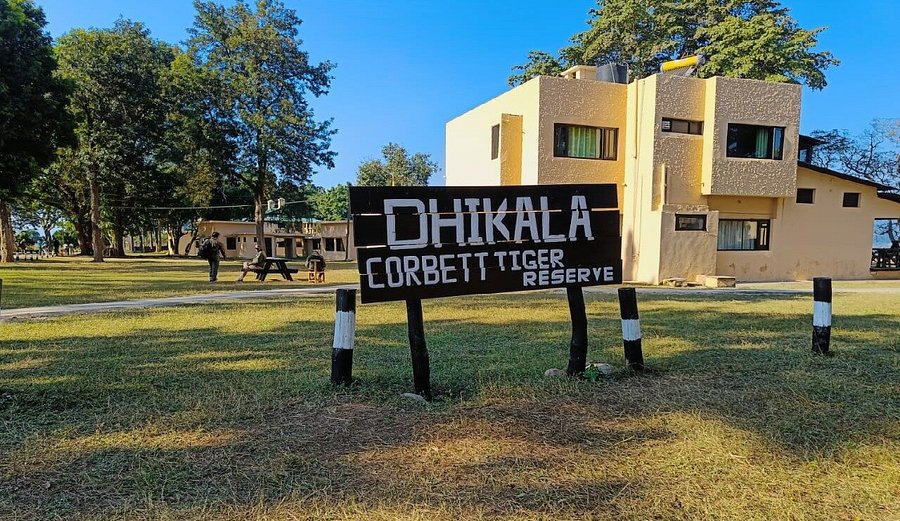 DHIKALA
CORBETT TIGER
RESERVE